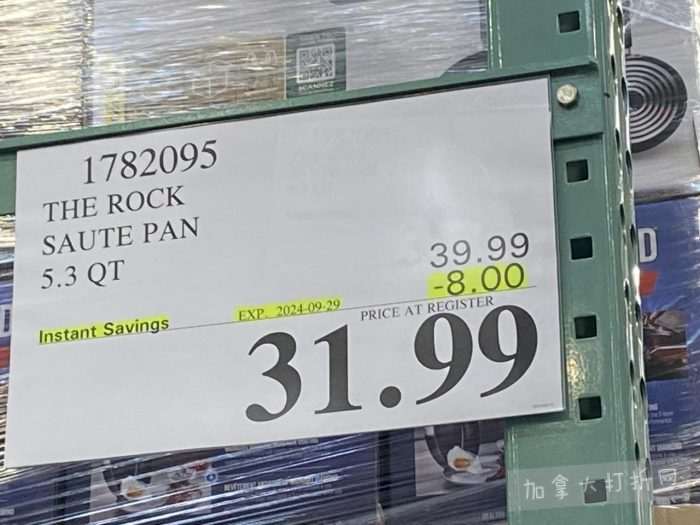 SCANNEZ
1782095
THE ROCK
SAUTE PAN
5.3 QT
39.99
-8.00
Instant Savings
EXP. 2024-09-29
PRICE AT REGISTER
31.99
D
加拿大打折网